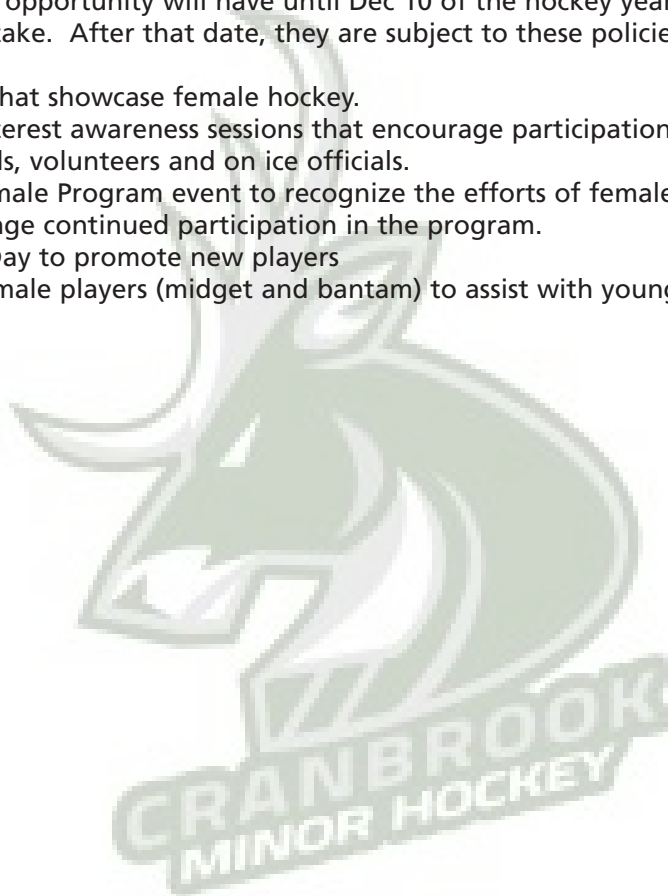 opportunity will have until Dec 10 of the hockey year
take.  After that date, they are subject to these policie
hat showcase female hockey.
terest awareness sessions that encourage participation
ls, volunteers and on ice officials.
male Program event to recognize the efforts of female
ge continued participation in the program.
Day to promote new players
male players (midget and bantam) to assist with young
CRANBROOK
MINOR HOCKEY